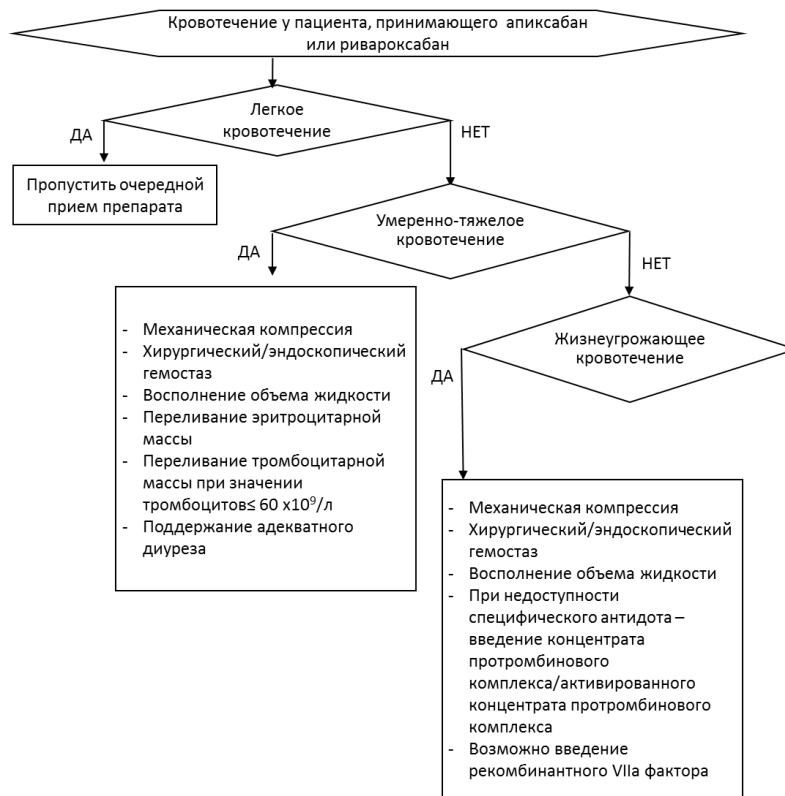 Кровотечение у пациента, принимающего апиксабан
или ривароксабан
Легкое
кровотечение
ДА
НЕТ
Пропустить очередной
прием препарата
Умеренно-тяжелое
кровотечение
ДА
НЕТ
- Механическая компрессия
- Хирургический/эндоскопический
гемостаз
- Восполнение объема жидкости
- Переливание эритроцитарной
массы
- Переливание тромбоцитарной
массы при значении
тромбоцитов≤ 60 x10⁹/л
- Поддержание адекватного
диуреза
Жизнеугрожающее
кровотечение
ДА
- Механическая компрессия
- Хирургический/эндоскопический
гемостаз
- Восполнение объема жидкости
- При недоступности
специфического антидота –
введение концентрата
протромбинового
комплекса/активированного
концентрата протромбинового
комплекса
- Возможно введение
рекомбинантного VIIa фактора